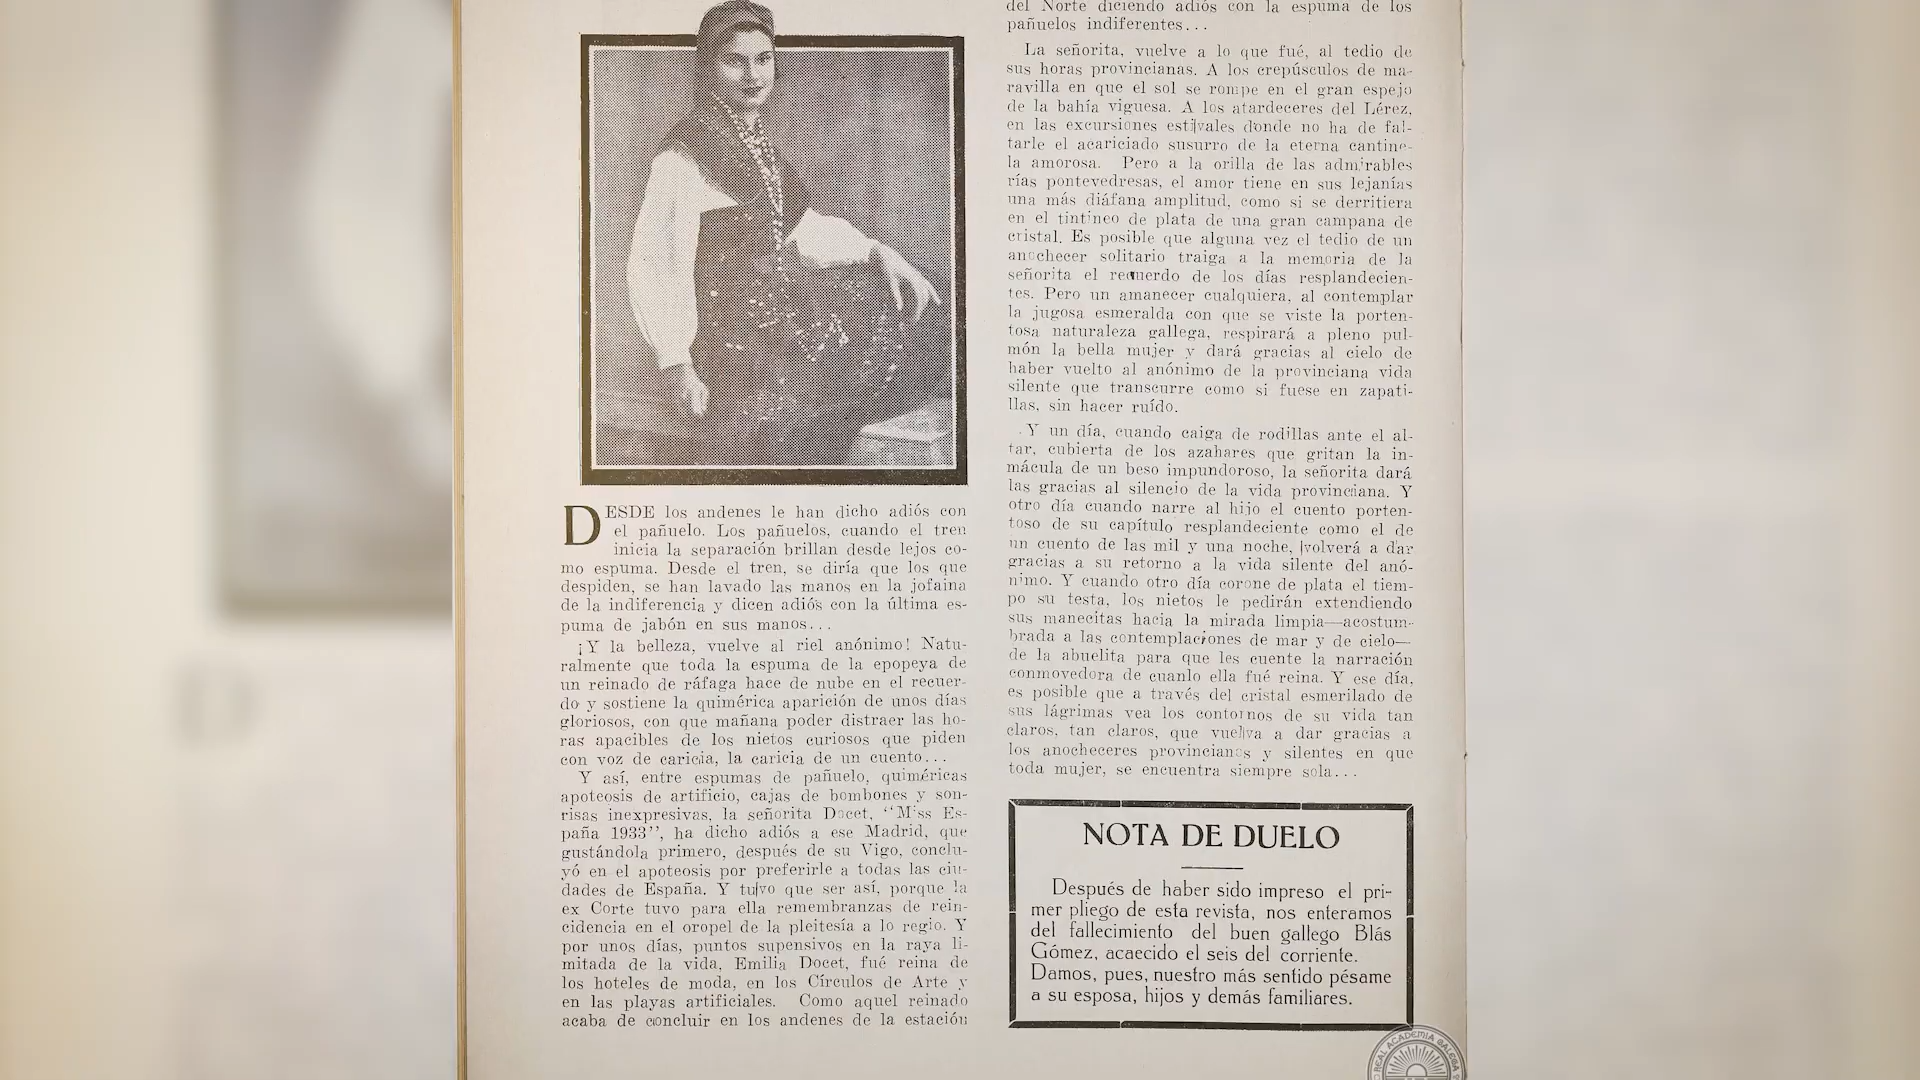 DESDE los andenes le han dicho adiós con
el pañuelo. Los pañuelos, cuando el tren
inicia la separación brillan desde lejos co-
mo espuma. Desde el tren, se diría que los que
despiden, se han lavado las manos en la jofaina
de la indiferencia y dicen adiós con la última es-
puma de jabón en sus manos...
¡Y la belleza, vuelve al riel anónimo! Natu-
ralmente que toda la espuma de la epopeya de
un reinado de ráfaga hace de nube en el recuer-
do y sostiene la quimérica aparición de unos días
gloriosos, con que mañana poder distraer las ho-
ras apacibles de los nietos curiosos que piden
con voz de caricia, la caricia de un cuento...
Y así, entre espumas de pañuelo, quiméricas
apoteosis de artificio, cajas de bombones y son-
risas inexpresivas, la señorita Docet, "Miss Es-
paña 1933", ha dicho adiós a ese Madrid, que
gustándola primero, después de su Vigo, conclu-
yó en el apoteosis por preferirle a todas las ciu-
dades de España. Y tuvo que ser así, porque la
ex Corte tuvo para ella remembranzas de rein-
cidencia en el oropel de la pleitesía a lo regio. Y
por unos días, puntos supensivos en la raya li-
mitada de la vida, Emilia Docet, fué reina de
los hoteles de moda, en los Círculos de Arte y
en las playas artificiales. Como aquel reinado
acaba de concluir en los andenes de la estación
del Norte diciendo adiós con la espuma de los
pañuelos indiferentes...
La señorita, vuelve a lo que fué, al tedio de
sus horas provincianas. A los crepúsculos de ma-
ravilla en que el sol se rompe en el gran espejo
de la bahía viguesa. A los atardeceres del Lérez,
en las excursiones estivales donde no ha de fal-
tarle el acariciado susurro de la eterna cantine-
la amorosa. Pero a la orilla de las admirables
rías pontevedresas, el amor tiene en sus lejanías
una más diáfana amplitud, como si se derritiera
en el tintineo de plata de una gran campana de
cristal. Es posible que alguna vez el tedio de un
anochecer solitario traiga a la memoria de la
señorita el recuerdo de los días resplandecien-
tes. Pero un amanecer cualquiera, al contemplar
la jugosa esmeralda con que se viste la porten-
tosa naturaleza gallega, respirará a pleno pul-
món la bella mujer y dará gracias al cielo de
haber vuelto al anónimo de la provinciana vida
silente que transcurre como si fuese en zapati-
llas, sin hacer ruído.
Y un día, cuando caiga de rodillas ante el al-
tar, cubierta de los azahares que gritan la in-
mácula de un beso impundoroso, la señorita dará
las gracias al silencio de la vida provinciana. Y
otro día cuando narre al hijo el cuento porten-
toso de su capítulo resplandeciente como el de
un cuento de las mil y una noche, volverá a dar
gracias a su retorno a la vida silente del anó-
nimo. Y cuando otro día corone de plata el tiem-
po su testa, los nietos le pedirán extendiendo
sus manecitas hacia la mirada limpia—acostum-
brada a las contemplaciones de mar y de cielo—
de la abuelita para que les cuente la narración
conmovedora de cuanlo ella fué reina. Y ese día,
es posible que a través del cristal esmerilado de
sus lágrimas vea los contornos de su vida tan
claros, tan claros, que vuelva a dar gracias a
los anocheceres provincianos y silentes en que
toda mujer, se encuentra siempre sola...
NOTA DE DUELO
Después de haber sido impreso el pri-
mer pliego de esta revista, nos enteramos
del fallecimiento del buen gallego Blás
Gómez, acaecido el seis del corriente.
Damos, pues, nuestro más sentido pésame
a su esposa, hijos y demás familiares.
REAL ACADEMIA GALEGA